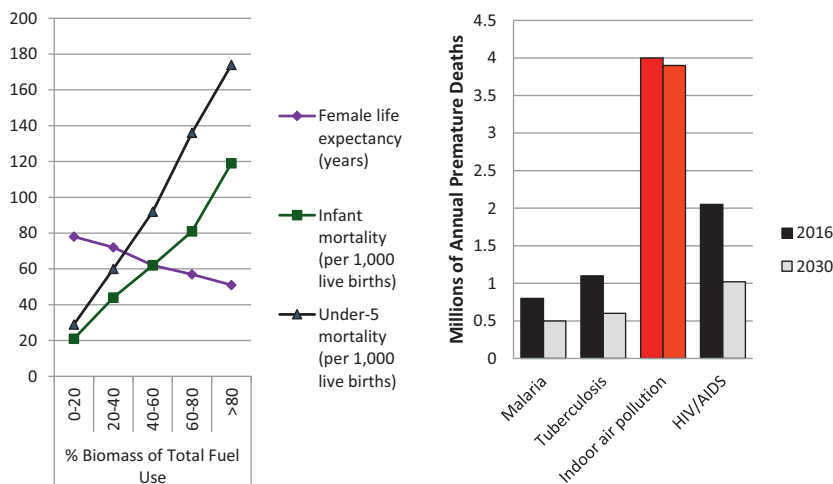 200
180
160
140
120
100
80
60
40
20
0
0-20
20-40
40-60
60-80
>80
% Biomass of Total Fuel
Use
Female life
expectancy
(years)
Infant
mortality
(per 1,000
live births)
Under-5
mortality
(per 1,000
live births)
Millions of Annual Premature Deaths
4.5
4
3.5
3
2.5
2
1.5
1
0.5
0
Malaria
Tuberculosis
Indoor air pollution
HIV/AIDS
2016
2030